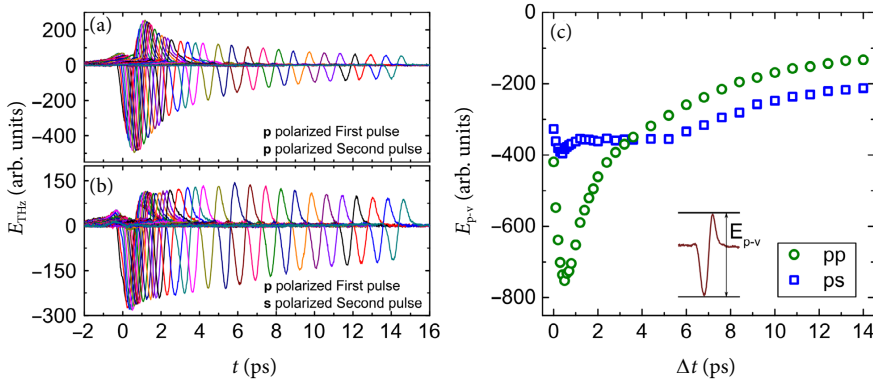 (a)
200
0
−200
−400
p polarized First pulse
p polarized Second pulse
(b)
150
0
−150
−300
p polarized First pulse
s polarized Second pulse
E_THz (arb. units)
−2 0 2 4 6 8 10 12 14 16
t (ps)
(c)
0
−200
−400
−600
−800
E_p-v (arb. units)
E_p-v
pp
ps
0 2 4 6 8 10 12 14
Δt (ps)